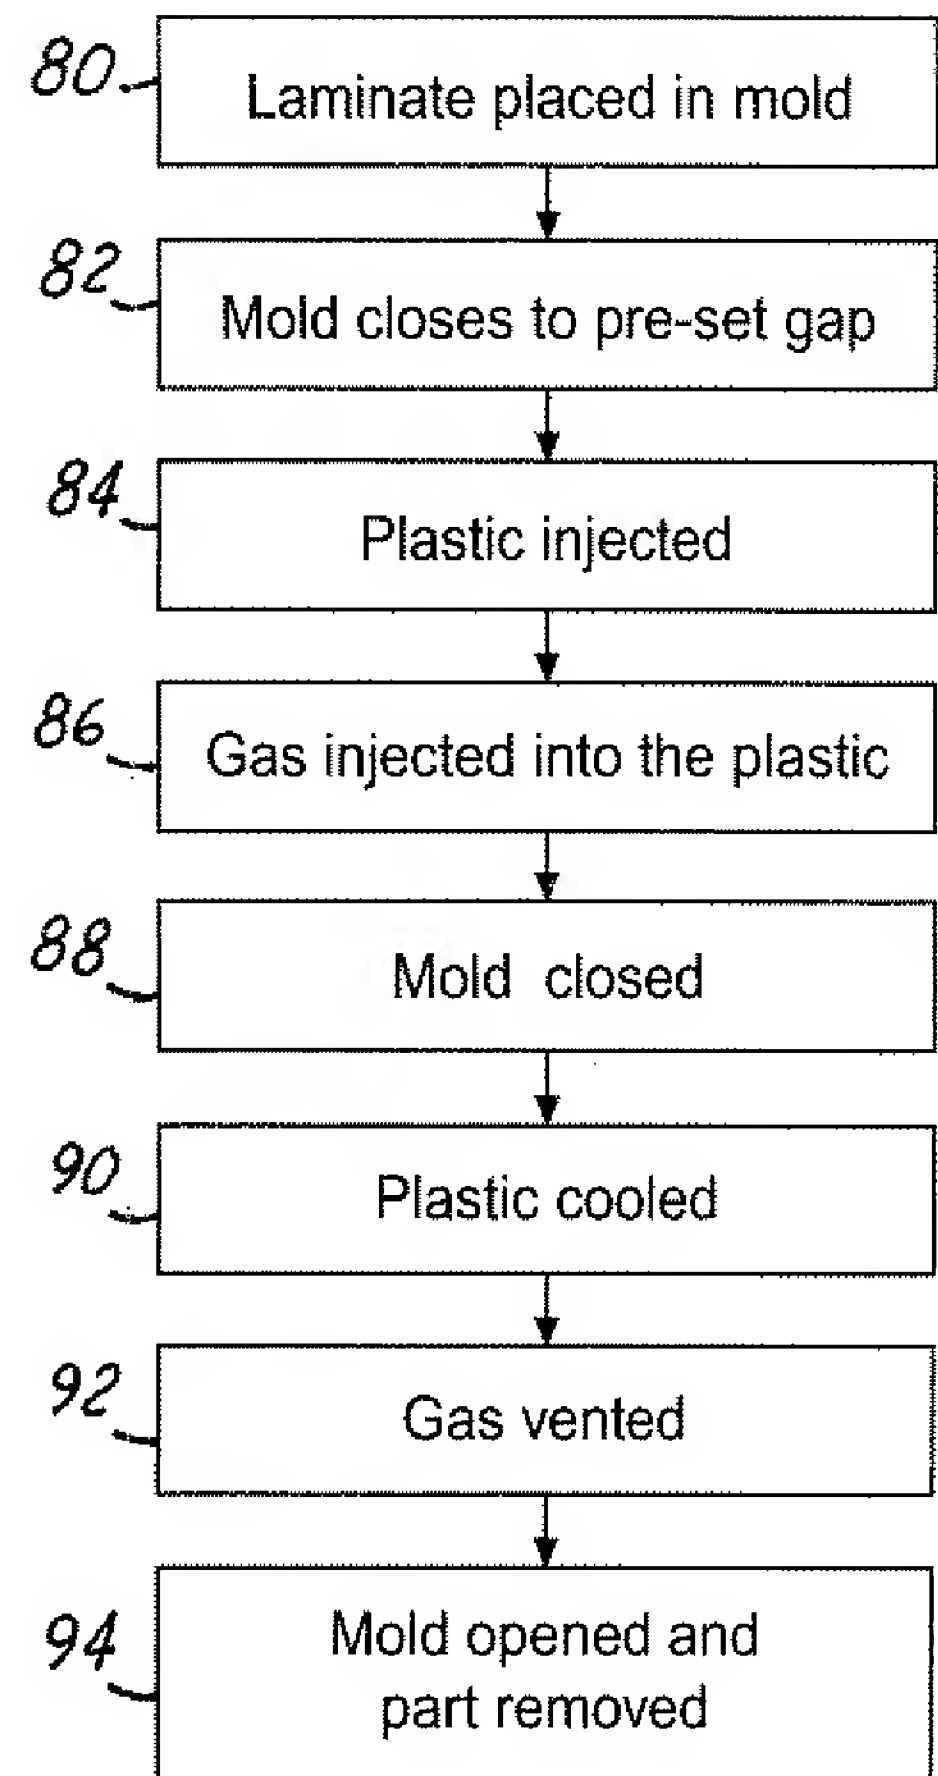 80
Laminate placed in mold
82
Mold closes to pre-set gap
84
Plastic injected
86
Gas injected into the plastic
88
Mold closed
90
Plastic cooled
92
Gas vented
94
Mold opened and
part removed